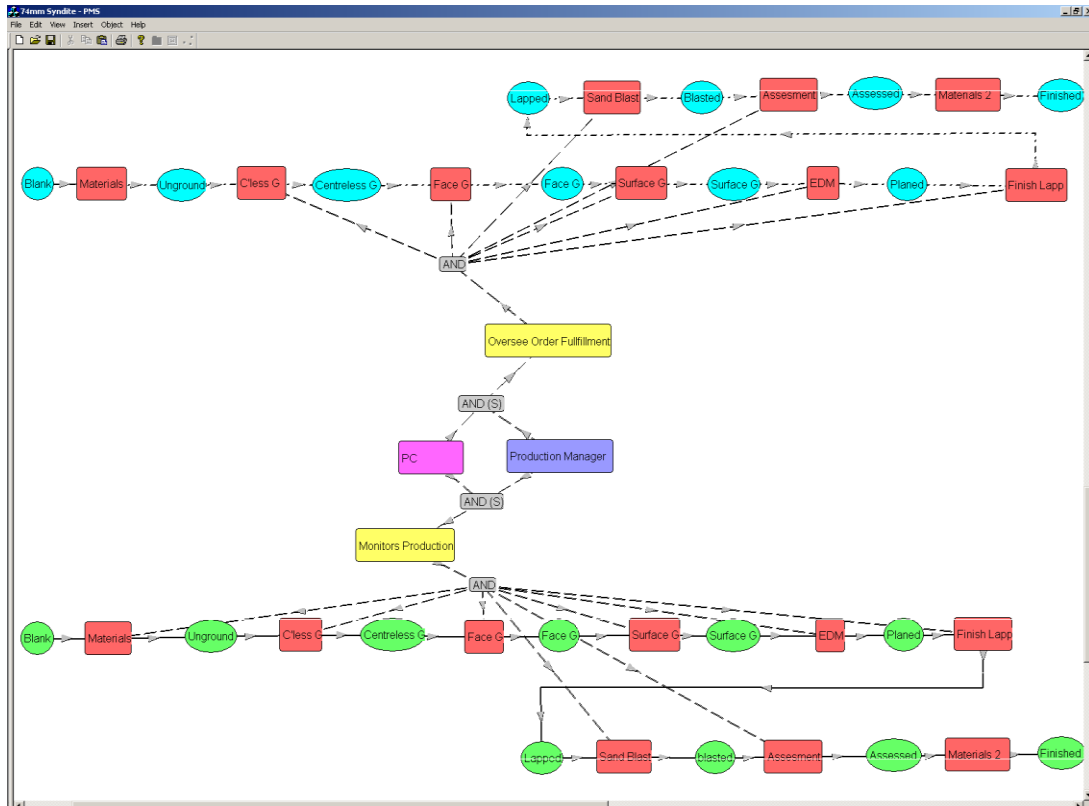 74mm Syndite - PMS
File Edit View Insert Object Help
Lapped Sand Blast Blasted Assesment Assessed Materials 2 Finished
Blank Materials Unground C'less G Centreless G Face G Face G Surface G Surface G EDM Planed Finish Lapp
AND
Oversee Order Fullfillment
AND (S)
PC Production Manager
AND (S)
Monitors Production
AND
Blank Materials Unground C'less G Centreless G Face G Face G Surface G Surface G EDM Planed Finish Lapp
Lapped Sand Blast blasted Assesment Assessed Materials 2 Finished